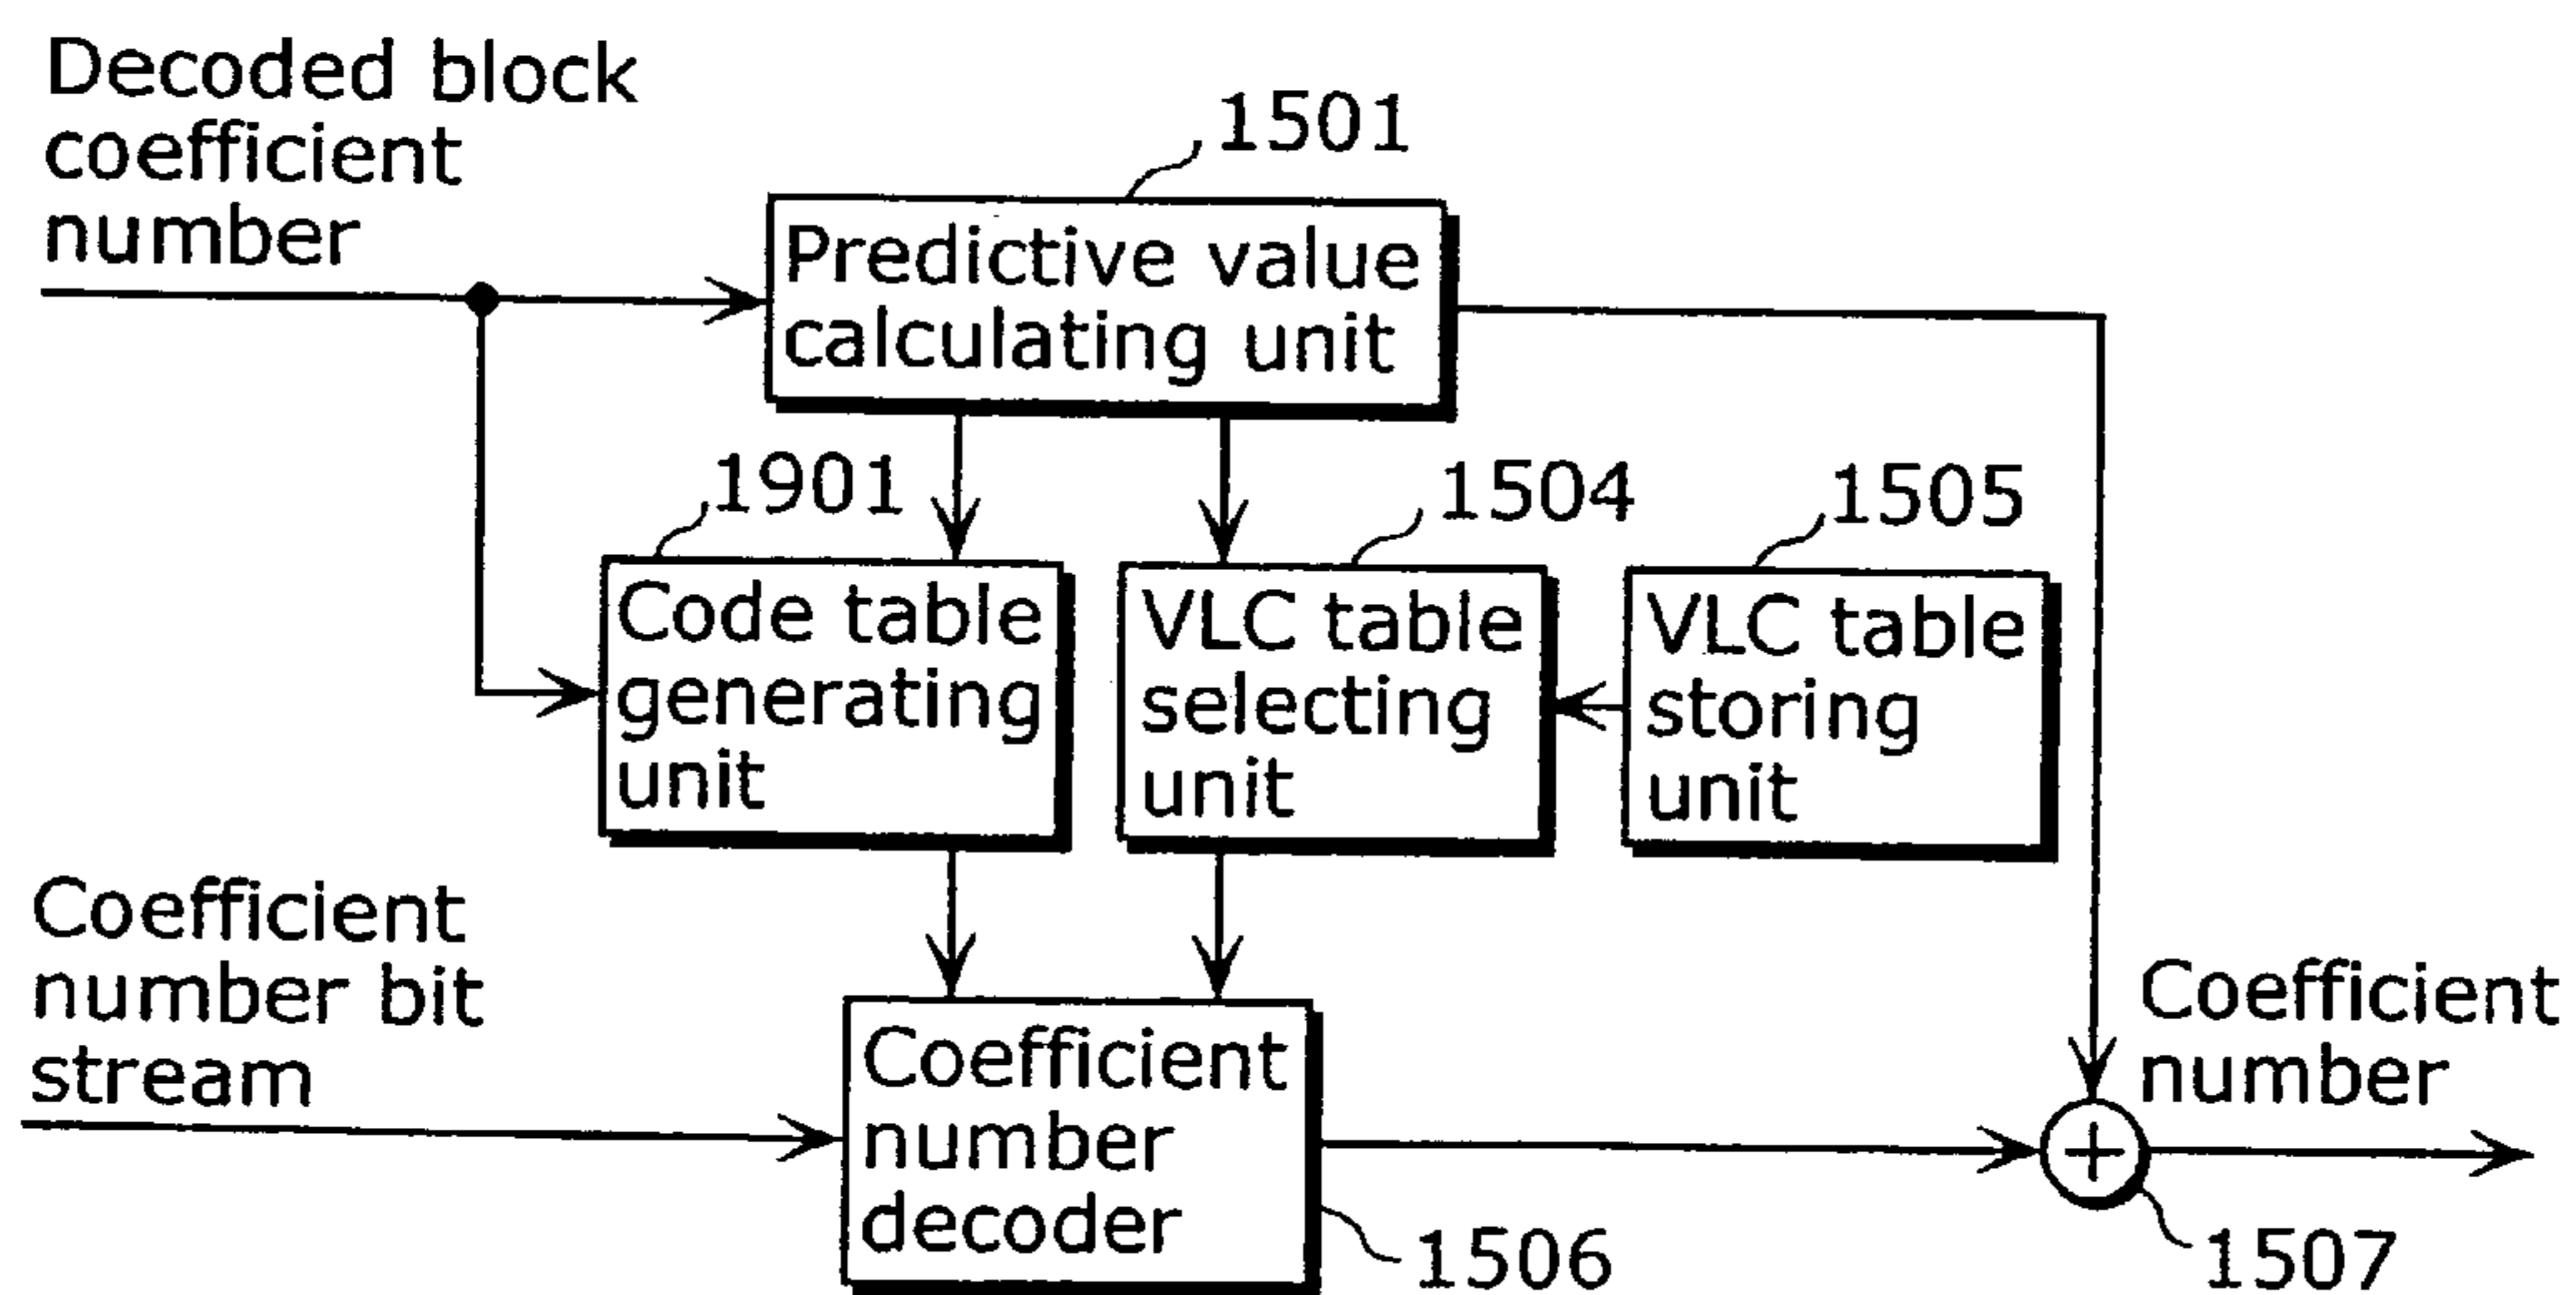 Decoded block
coefficient
number
1501
Predictive value
calculating unit
1901
1504
1505
Code table
generating
unit
VLC table
selecting
unit
VLC table
storing
unit
Coefficient
number bit
stream
Coefficient
number
decoder
Coefficient
number
+
1506
1507